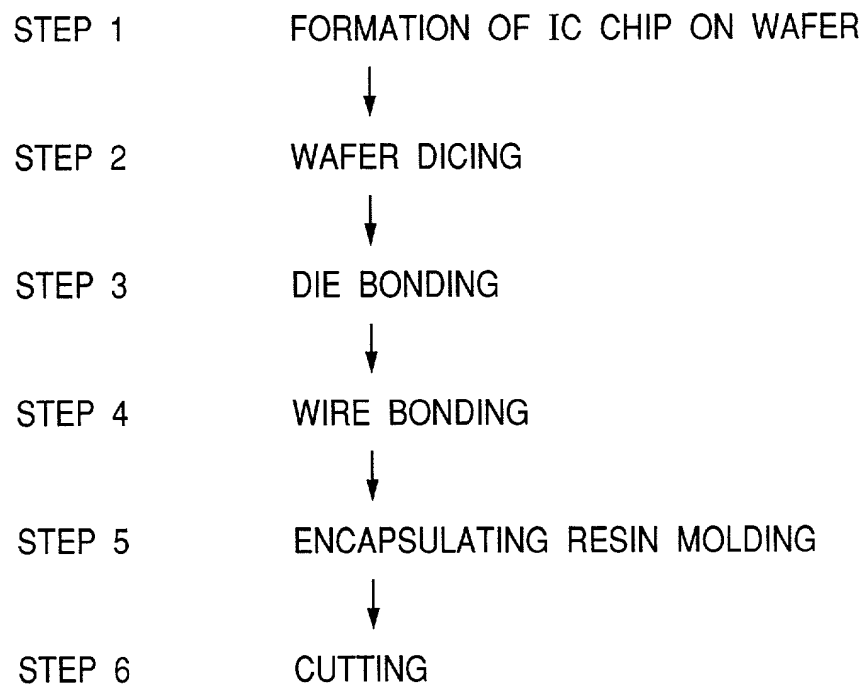 STEP 1 FORMATION OF IC CHIP ON WAFER
STEP 2 WAFER DICING
STEP 3 DIE BONDING
STEP 4 WIRE BONDING
STEP 5 ENCAPSULATING RESIN MOLDING
STEP 6 CUTTING